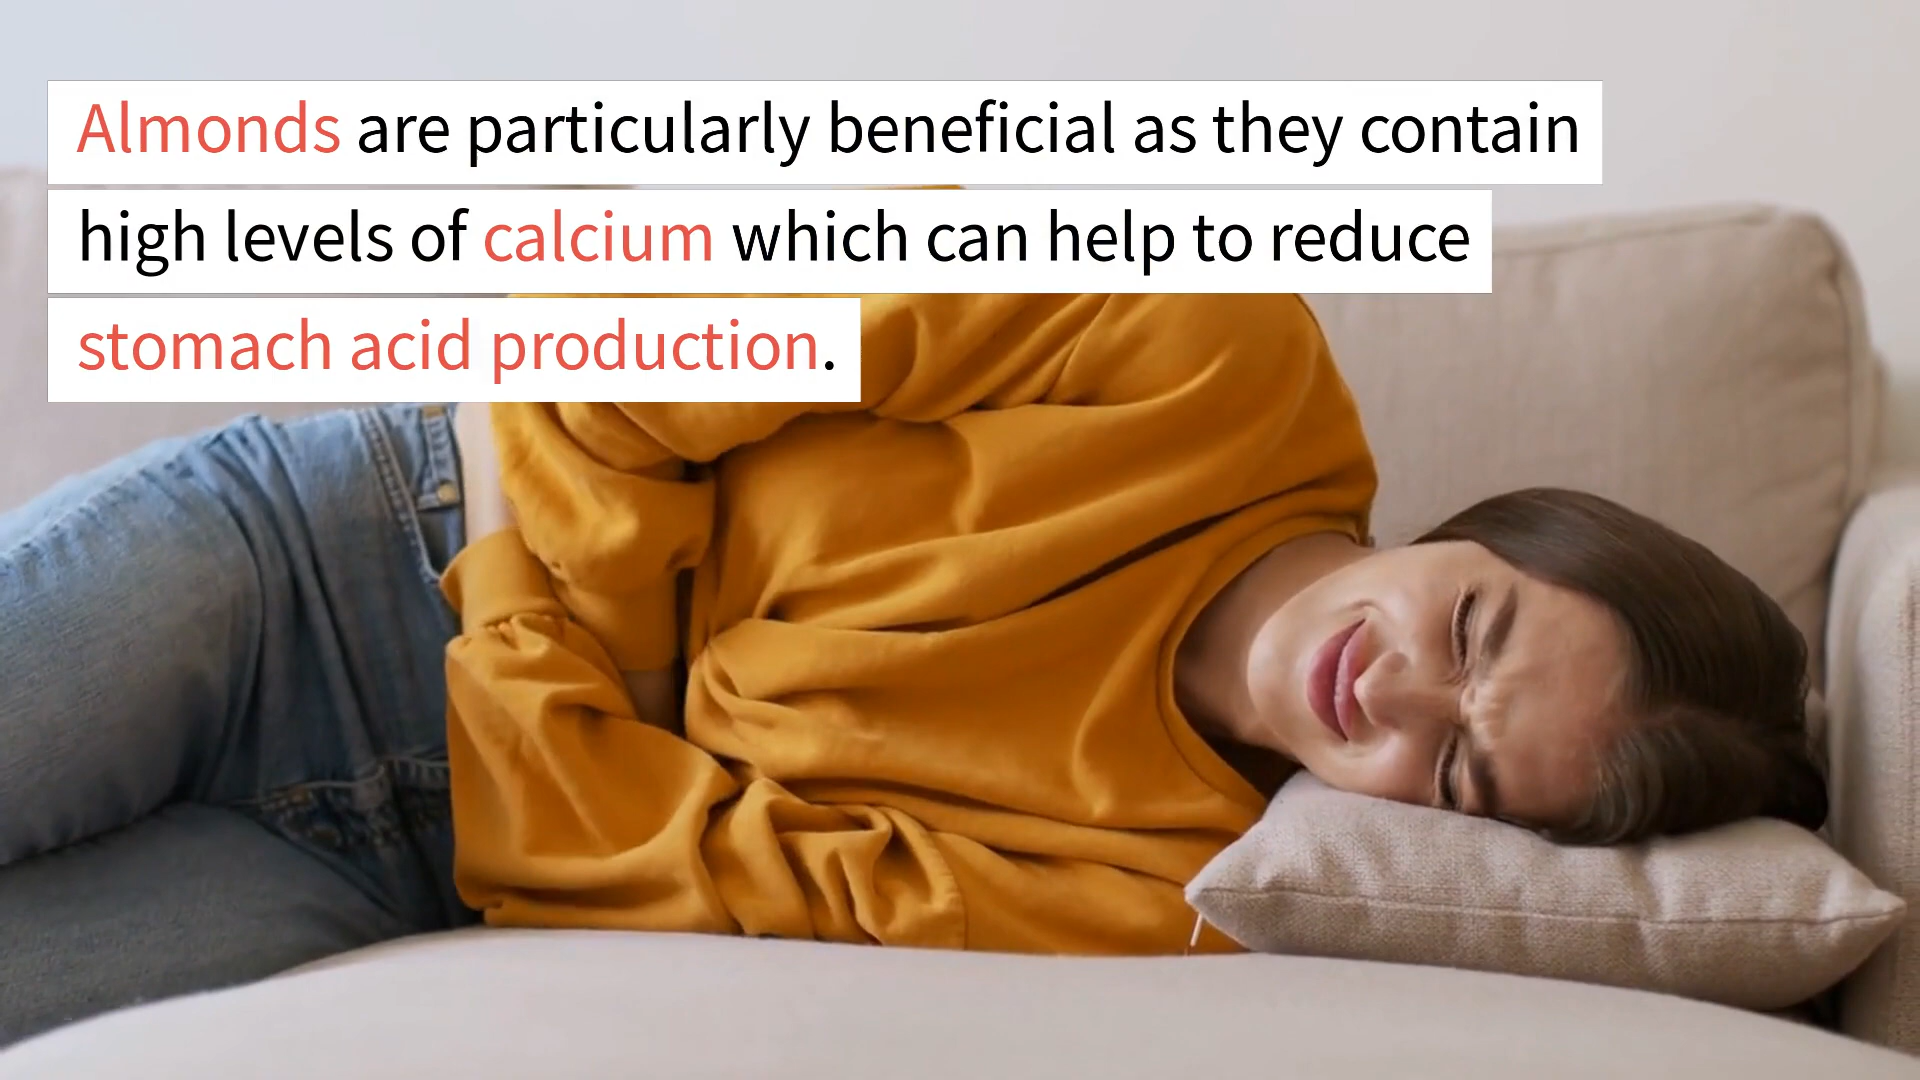 Almonds are particularly beneficial as they contain
high levels of calcium which can help to reduce
stomach acid production.